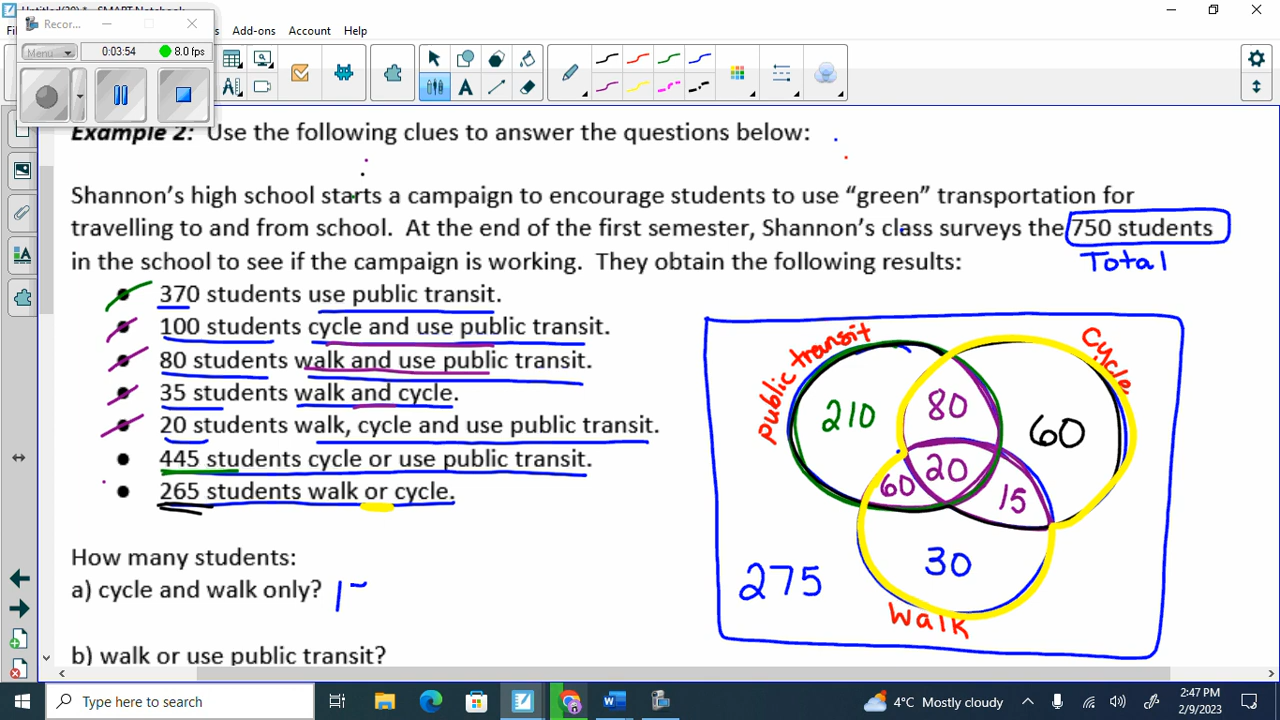 Recor...
Menu
0:03:54
8.0 fps
Add-ons Account Help
Example 2: Use the following clues to answer the questions below:
Shannon's high school starts a campaign to encourage students to use "green" transportation for
travelling to and from school. At the end of the first semester, Shannon's class surveys the 750 students
Total
in the school to see if the campaign is working. They obtain the following results:
• 370 students use public transit.
• 100 students cycle and use public transit.
• 80 students walk and use public transit.
• 35 students walk and cycle.
• 20 students walk, cycle and use public transit.
• 445 students cycle or use public transit.
• 265 students walk or cycle.
public transit
Cycle
210
80
60
60
20
15
30
275
walk
How many students:
a) cycle and walk only?
b) walk or use public transit?
Type here to search
4°C Mostly cloudy
2:47 PM
2/9/2023